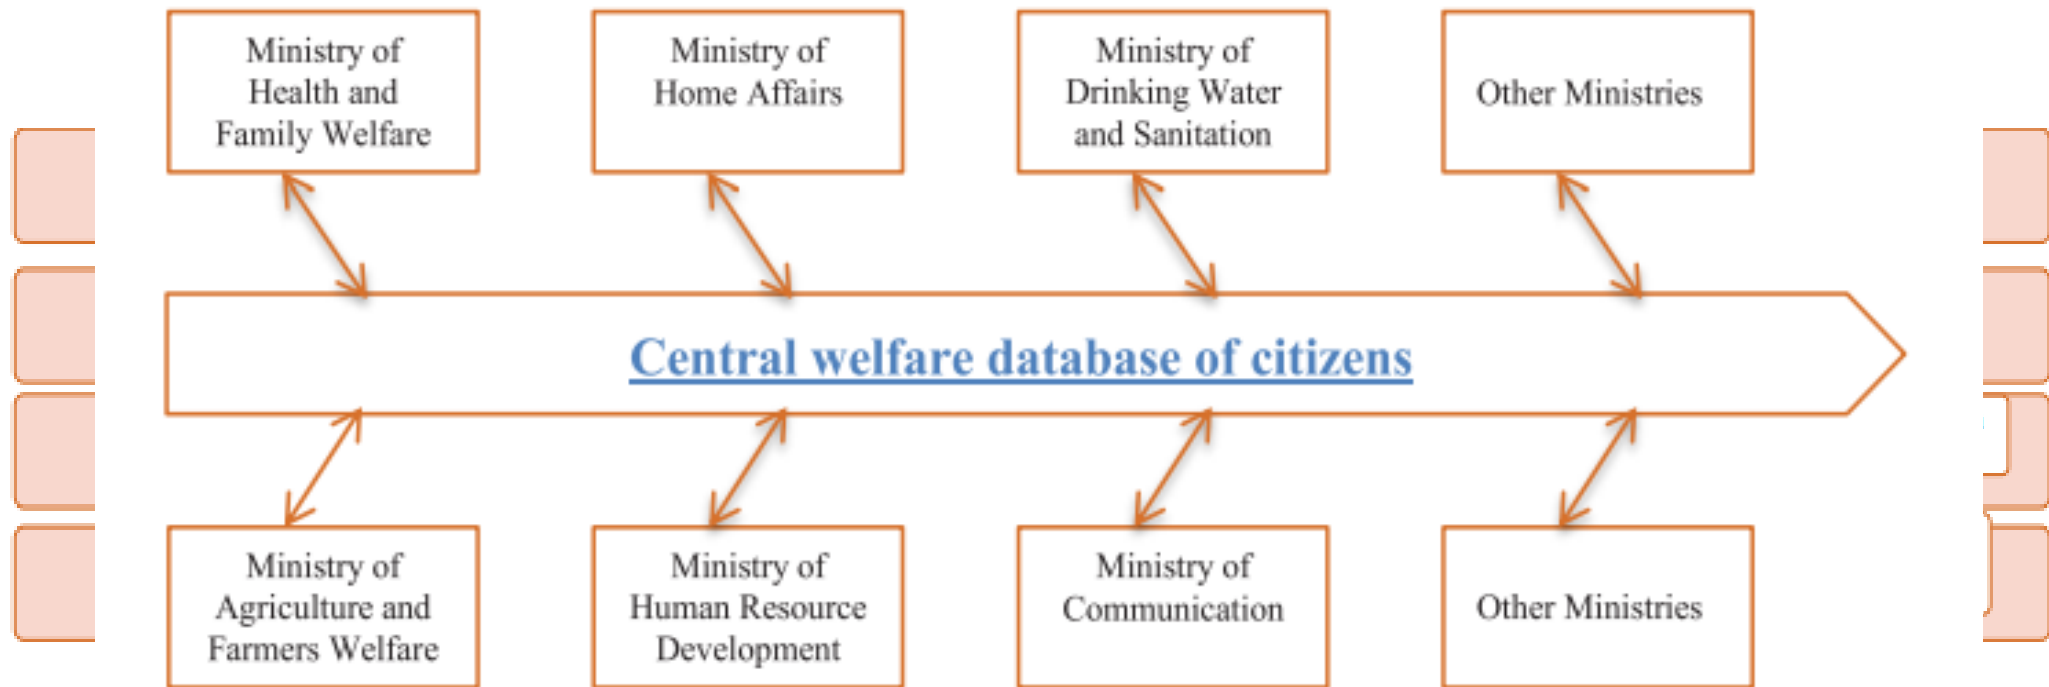 Ministry of
Health and
Family Welfare
Ministry of
Home Affairs
Ministry of
Drinking Water
and Sanitation
Other Ministries
Central welfare database of citizens
Ministry of
Agriculture and
Farmers Welfare
Ministry of
Human Resource
Development
Ministry of
Communication
Other Ministries